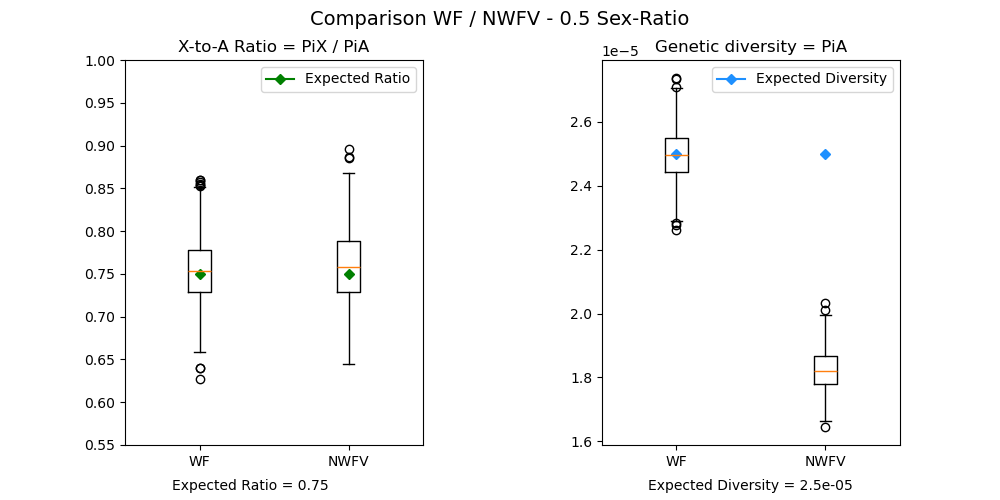 Comparison WF / NWFV - 0.5 Sex-Ratio
X-to-A Ratio = PiX / PiA
Expected Ratio
1.00
0.95
0.90
0.85
0.80
0.75
0.70
0.65
0.60
0.55
WF NWFV
Expected Ratio = 0.75
1e−5
Genetic diversity = PiA
Expected Diversity
2.6
2.4
2.2
2.0
1.8
1.6
WF NWFV
Expected Diversity = 2.5e-05